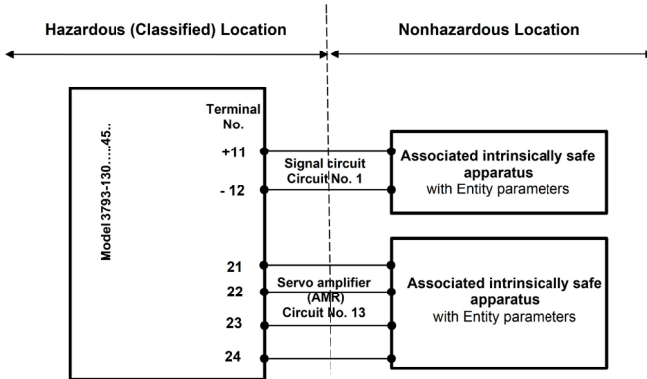 Hazardous (Classified) Location
Nonhazardous Location
Model 3793-130.....45..
Terminal
No.
+11
Signal circuit
Circuit No. 1
- 12
Associated intrinsically safe
apparatus
with Entity parameters
21
22
23
24
Servo amplifier
(AMR)
Circuit No. 13
Associated intrinsically safe
apparatus
with Entity parameters